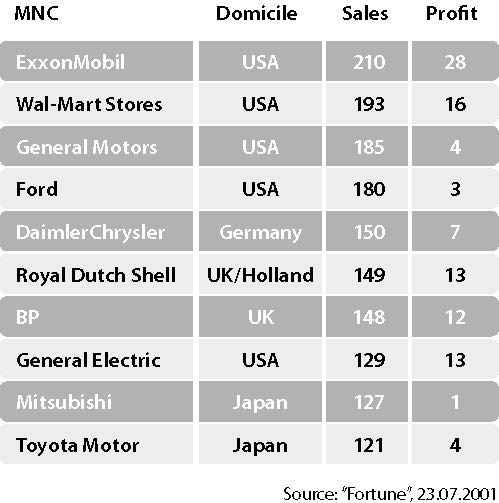 MNC Domicile Sales Profit
ExxonMobil USA 210 28
Wal-Mart Stores USA 193 16
General Motors USA 185 4
Ford USA 180 3
DaimlerChrysler Germany 150 7
Royal Dutch Shell UK/Holland 149 13
BP UK 148 12
General Electric USA 129 13
Mitsubishi Japan 127 1
Toyota Motor Japan 121 4
Source: “Fortune”, 23.07.2001